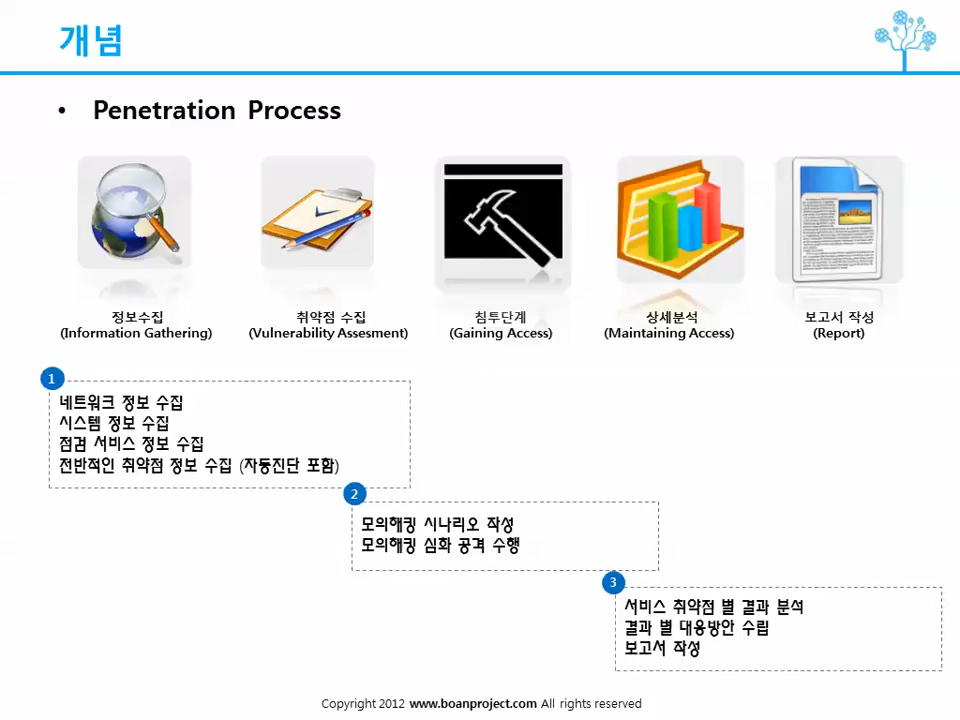 개념
• Penetration Process
정보수집
(Information Gathering)
취약점 수집
(Vulnerability Assesment)
침투단계
(Gaining Access)
상세분석
(Maintaining Access)
보고서 작성
(Report)
1
네트워크 정보 수집
시스템 정보 수집
점검 서비스 정보 수집
전반적인 취약점 정보 수집 (자동진단 포함)
2
모의해킹 시나리오 작성
모의해킹 심화 공격 수행
3
서비스 취약점 별 결과 분석
결과 별 대응방안 수립
보고서 작성
Copyright 2012 www.boanproject.com All rights reserved